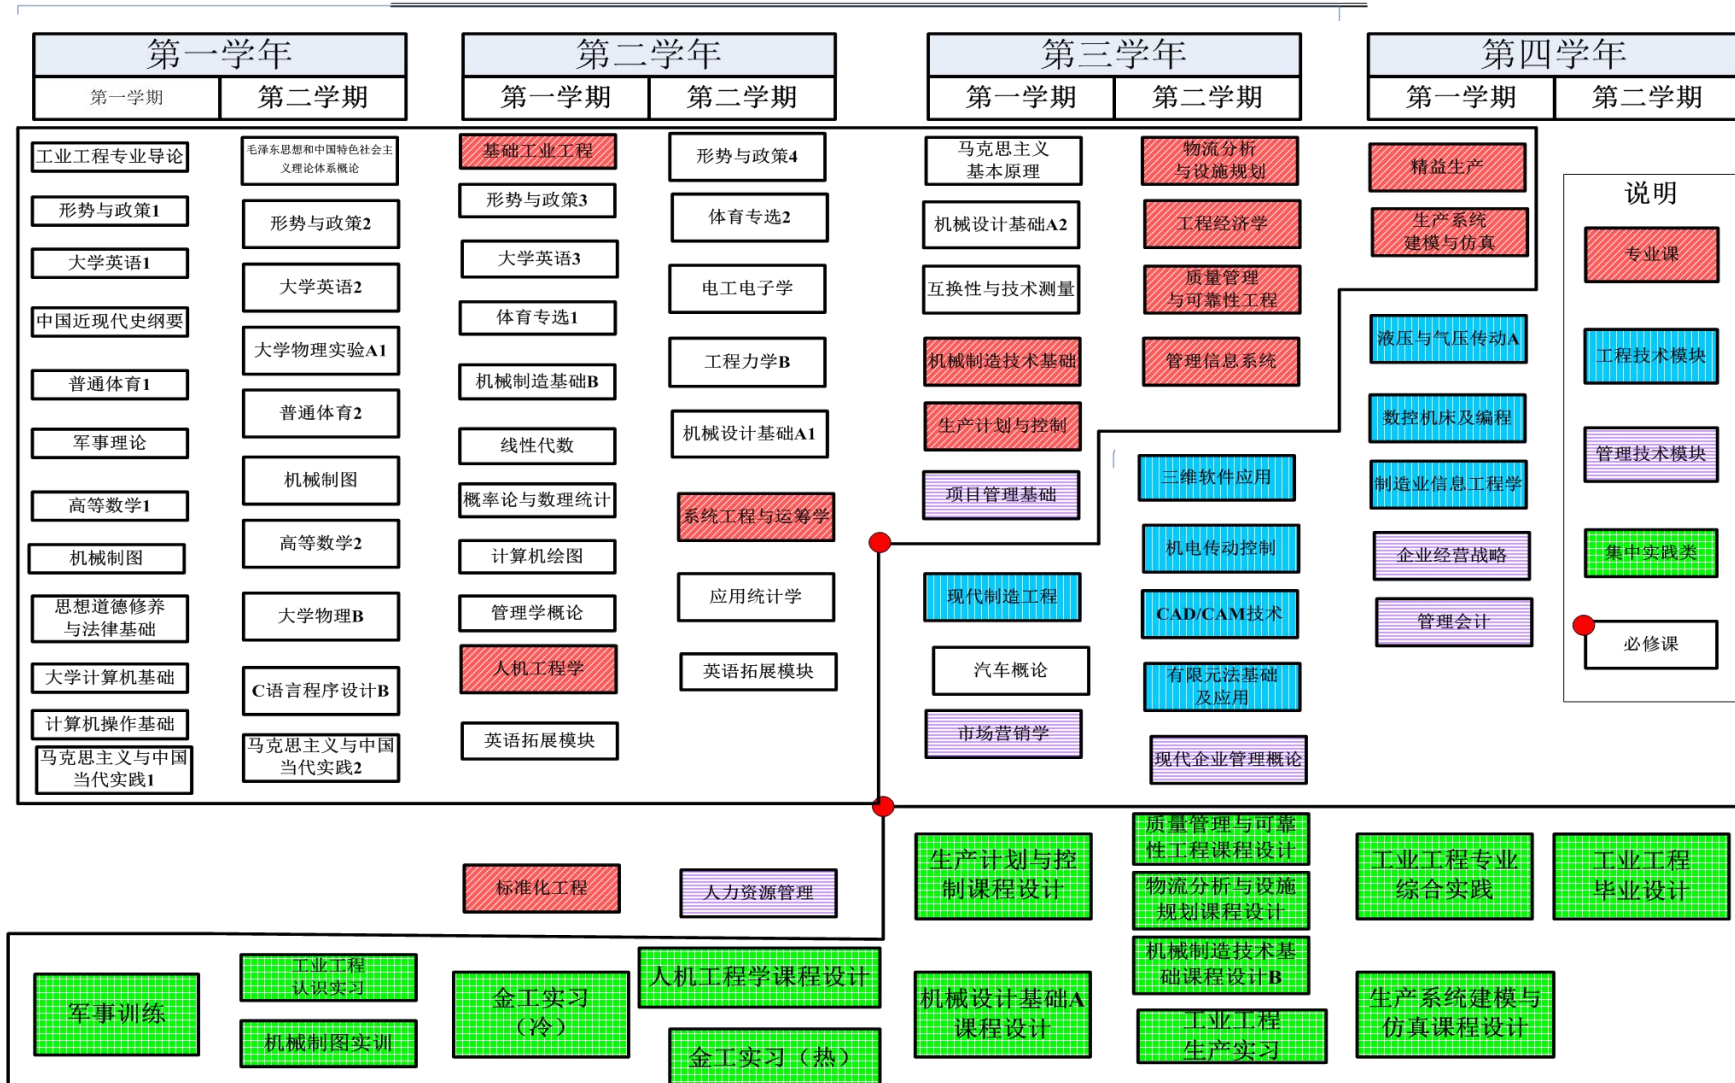 第一学年
第一学期
第二学期
第二学年
第一学期
第二学期
第三学年
第一学期
第二学期
第四学年
第一学期
第二学期
工业工程专业导论
形势与政策1
大学英语1
中国近现代史纲要
普通体育1
军事理论
高等数学1
机械制图
思想道德修养
与法律基础
大学计算机基础
计算机操作基础
马克思主义与中国
当代实践1
毛泽东思想和中国特色社会主
义理论体系概论
形势与政策2
大学英语2
大学物理实验A1
普通体育2
机械制图
高等数学2
大学物理B
C语言程序设计B
马克思主义与中国
当代实践2
基础工业工程
形势与政策3
大学英语3
体育专选1
机械制造基础B
线性代数
概率论与数理统计
计算机绘图
管理学概论
人机工程学
英语拓展模块
形势与政策4
体育专选2
电工电子学
工程力学B
机械设计基础A1
系统工程与运筹学
应用统计学
英语拓展模块
马克思主义
基本原理
机械设计基础A2
互换性与技术测量
机械制造技术基础
生产计划与控制
项目管理基础
现代制造工程
汽车概论
市场营销学
物流分析
与设施规划
工程经济学
质量管理
与可靠性工程
管理信息系统
三维软件应用
机电传动控制
CAD/CAM技术
有限元法基础
及应用
现代企业管理概论
精益生产
生产系统
建模与仿真
液压与气压传动A
数控机床及编程
制造业信息工程学
企业经营战略
管理会计
说明
专业课
工程技术模块
管理技术模块
集中实践类
必修课
标准化工程
人力资源管理
军事训练
工业工程
认识实习
机械制图实训
金工实习
（冷）
人机工程学课程设计
金工实习（热）
生产计划与控
制课程设计
机械设计基础A
课程设计
质量管理与可靠
性工程课程设计
物流分析与设施
规划课程设计
机械制造技术基
础课程设计B
工业工程
生产实习
工业工程专业
综合实践
生产系统建模与
仿真课程设计
工业工程
毕业设计